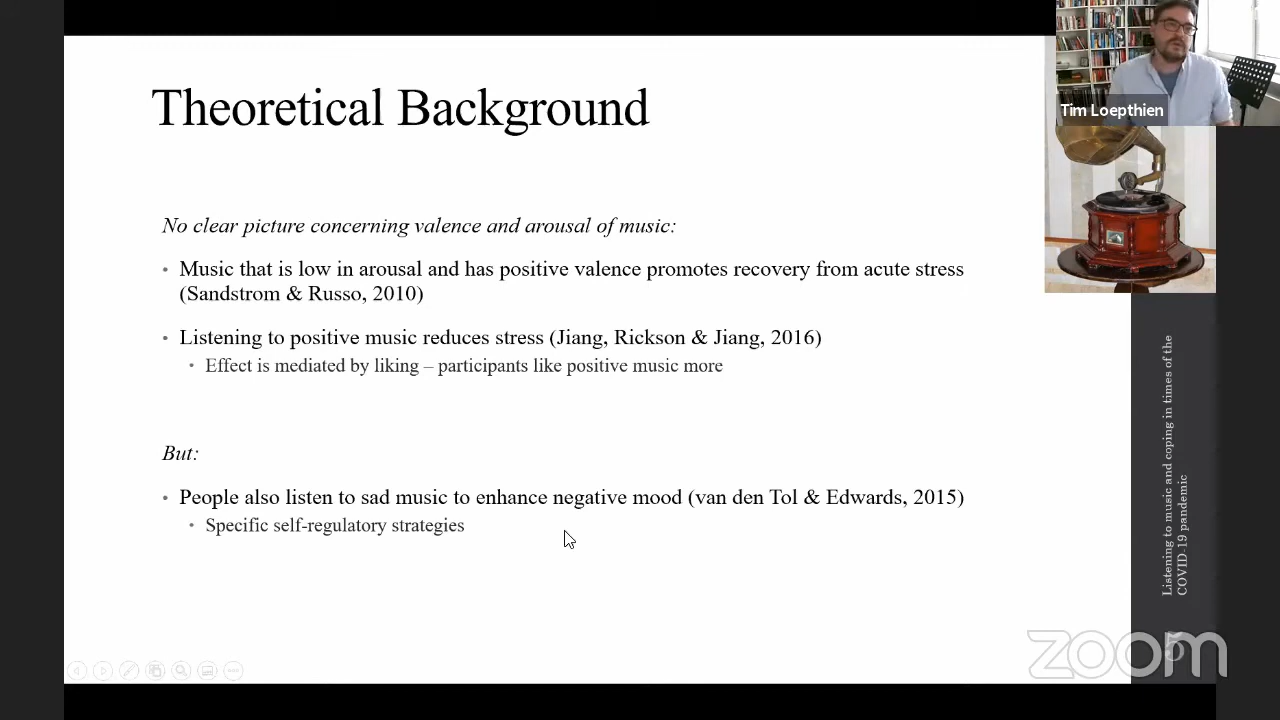 Theoretical Background
No clear picture concerning valence and arousal of music:
• Music that is low in arousal and has positive valence promotes recovery from acute stress
(Sandstrom & Russo, 2010)
• Listening to positive music reduces stress (Jiang, Rickson & Jiang, 2016)
• Effect is mediated by liking – participants like positive music more
But:
• People also listen to sad music to enhance negative mood (van den Tol & Edwards, 2015)
• Specific self-regulatory strategies
Tim Loepthien
Listening to music and coping in times of the
COVID-19 pandemic
5
zoom